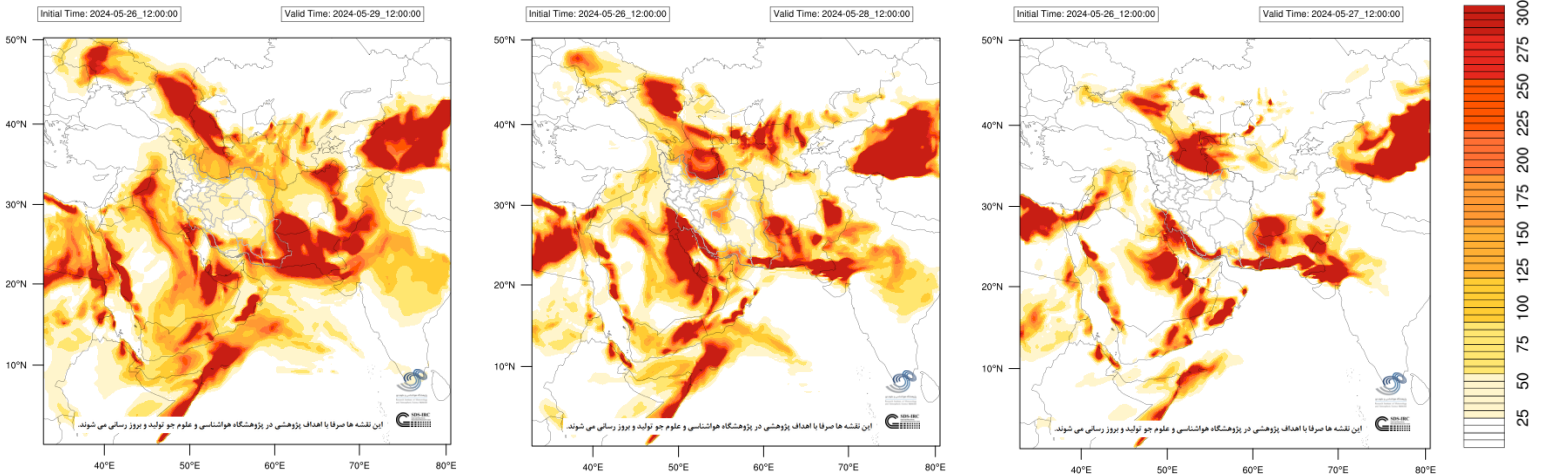 Initial Time: 2024-05-26_12:00:00
Valid Time: 2024-05-29_12:00:00
50°N
40°N
30°N
20°N
10°N
40°E
50°E
60°E
70°E
80°E
SDS-IRC
این نقشه ها صرفا با اهداف پژوهشی در پژوهشگاه هواشناسی و علوم جو تولید و بروز رسانی می شوند.
Initial Time: 2024-05-26_12:00:00
Valid Time: 2024-05-28_12:00:00
50°N
40°N
30°N
20°N
10°N
40°E
50°E
60°E
70°E
80°E
SDS-IRC
این نقشه ها صرفا با اهداف پژوهشی در پژوهشگاه هواشناسی و علوم جو تولید و بروز رسانی می شوند.
Initial Time: 2024-05-26_12:00:00
Valid Time: 2024-05-27_12:00:00
50°N
40°N
30°N
20°N
10°N
40°E
50°E
60°E
70°E
80°E
SDS-IRC
این نقشه ها صرفا با اهداف پژوهشی در پژوهشگاه هواشناسی و علوم جو تولید و بروز رسانی می شوند.
300
275
250
225
200
175
150
125
100
75
50
25